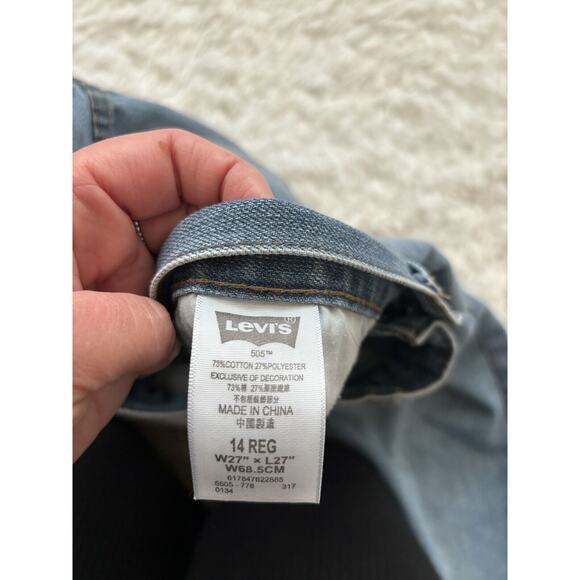 LEVI'S®
505™
73%COTTON 27%POLYESTER
EXCLUSIVE OF DECORATION
73%棉 27%聚酯纖維
不包括裝飾部分
MADE IN CHINA
中國製造
14 REG
W27" × L27"
W68.5CM
617847622885
5505-776 317
0134